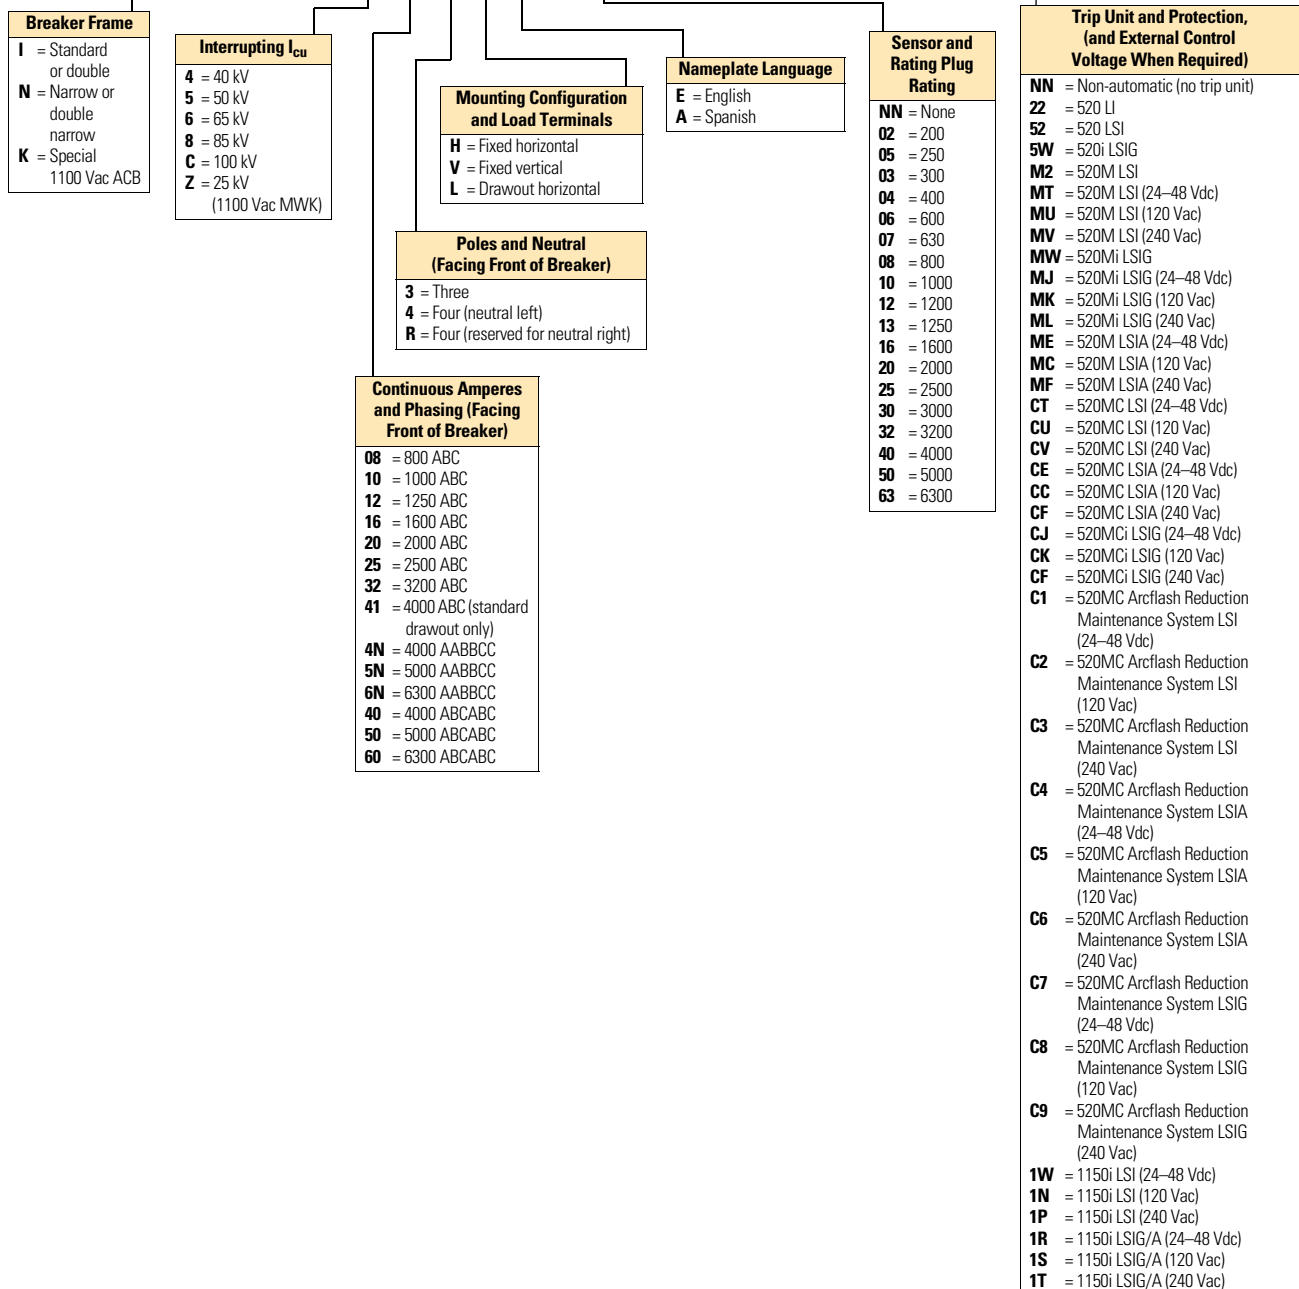 Breaker Frame
I = Standard
or double
N = Narrow or
double
narrow
K = Special
1100 Vac ACB
Interrupting Icu
4 = 40 kV
5 = 50 kV
6 = 65 kV
8 = 85 kV
C = 100 kV
Z = 25 kV
(1100 Vac MWK)
Continuous Amperes
and Phasing (Facing
Front of Breaker)
08 = 800 ABC
10 = 1000 ABC
12 = 1250 ABC
16 = 1600 ABC
20 = 2000 ABC
25 = 2500 ABC
32 = 3200 ABC
41 = 4000 ABC (standard
drawout only)
4N = 4000 AABBCC
5N = 5000 AABBCC
6N = 6300 AABBCC
40 = 4000 ABCABC
50 = 5000 ABCABC
60 = 6300 ABCABC
Poles and Neutral
(Facing Front of Breaker)
3 = Three
4 = Four (neutral left)
R = Four (reserved for neutral right)
Mounting Configuration
and Load Terminals
H = Fixed horizontal
V = Fixed vertical
L = Drawout horizontal
Nameplate Language
E = English
A = Spanish
Sensor and
Rating Plug
Rating
NN = None
02 = 200
05 = 250
03 = 300
04 = 400
06 = 600
07 = 630
08 = 800
10 = 1000
12 = 1200
13 = 1250
16 = 1600
20 = 2000
25 = 2500
30 = 3000
32 = 3200
40 = 4000
50 = 5000
63 = 6300
Trip Unit and Protection,
(and External Control
Voltage When Required)
NN = Non-automatic (no trip unit)
22 = 520 LI
52 = 520 LSI
5W = 520i LSIG
M2 = 520M LSI
MT = 520M LSI (24–48 Vdc)
MU = 520M LSI (120 Vac)
MV = 520M LSI (240 Vac)
MW = 520Mi LSIG
MJ = 520Mi LSIG (24–48 Vdc)
MK = 520Mi LSIG (120 Vac)
ML = 520Mi LSIG (240 Vac)
ME = 520M LSIA (24–48 Vdc)
MC = 520M LSIA (120 Vac)
MF = 520M LSIA (240 Vac)
CT = 520MC LSI (24–48 Vdc)
CU = 520MC LSI (120 Vac)
CV = 520MC LSI (240 Vac)
CE = 520MC LSIA (24–48 Vdc)
CC = 520MC LSIA (120 Vac)
CF = 520MC LSIA (240 Vac)
CJ = 520MCi LSIG (24–48 Vdc)
CK = 520MCi LSIG (120 Vac)
CF = 520MCi LSIG (240 Vac)
C1 = 520MC Arcflash Reduction
Maintenance System LSI
(24–48 Vdc)
C2 = 520MC Arcflash Reduction
Maintenance System LSI
(120 Vac)
C3 = 520MC Arcflash Reduction
Maintenance System LSI
(240 Vac)
C4 = 520MC Arcflash Reduction
Maintenance System LSIA
(24–48 Vdc)
C5 = 520MC Arcflash Reduction
Maintenance System LSIA
(120 Vac)
C6 = 520MC Arcflash Reduction
Maintenance System LSIA
(240 Vac)
C7 = 520MC Arcflash Reduction
Maintenance System LSIG
(24–48 Vdc)
C8 = 520MC Arcflash Reduction
Maintenance System LSIG
(120 Vac)
C9 = 520MC Arcflash Reduction
Maintenance System LSIG
(240 Vac)
1W = 1150i LSI (24–48 Vdc)
1N = 1150i LSI (120 Vac)
1P = 1150i LSI (240 Vac)
1R = 1150i LSIG/A (24–48 Vdc)
1S = 1150i LSIG/A (120 Vac)
1T = 1150i LSIG/A (240 Vac)